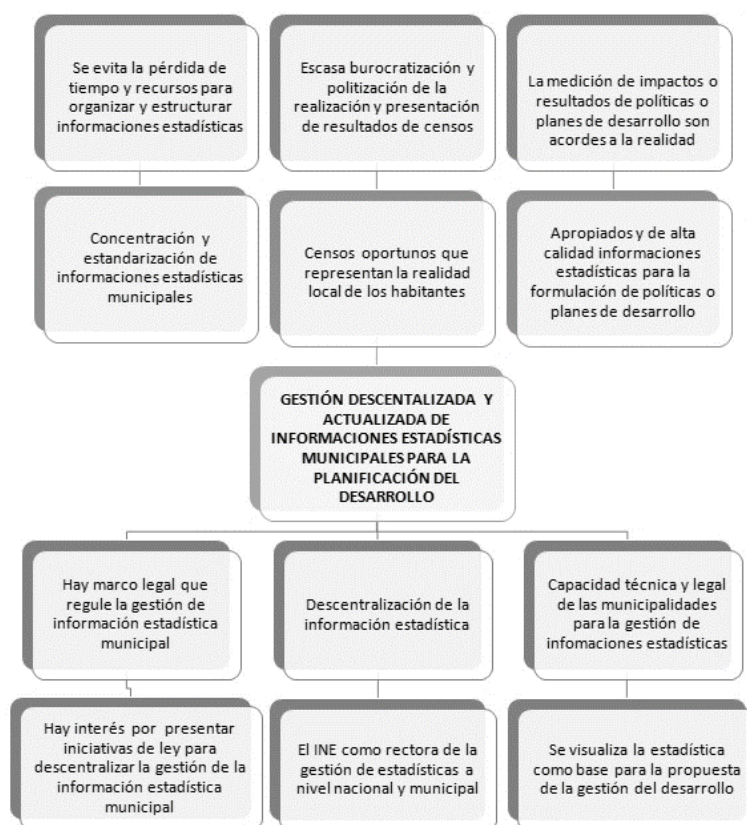 Se evita la pérdida de
tiempo y recursos para
organizar y estructurar
informaciones estadísticas
Escasa burocratización y
politización de la
realización y presentación
de resultados de censos
La medición de impactos o
resultados de políticas o
planes de desarrollo son
acordes a la realidad
Concentración y
estandarización de
informaciones estadísticas
municipales
Censos oportunos que
representan la realidad
local de los habitantes
Apropiados y de alta
calidad informaciones
estadísticas para la
formulación de políticas o
planes de desarrollo
GESTIÓN DESCENTALIZADA Y
ACTUALIZADA DE
INFORMACIONES ESTADÍSTICAS
MUNICIPALES PARA LA
PLANIFICACIÓN DEL
DESARROLLO
Hay marco legal que
regule la gestión de
información estadística
municipal
Descentralización de la
información estadística
Capacidad técnica y legal
de las municipalidades
para la gestión de
infomaciones estadísticas
Hay interés por presentar
iniciativas de ley para
descentralizar la gestión de la
información estadística
municipal
El INE como rectora de la
gestión de estadísticas a
nivel nacional y municipal
Se visualiza la estadística
como base para la propuesta
de la gestión del desarrollo